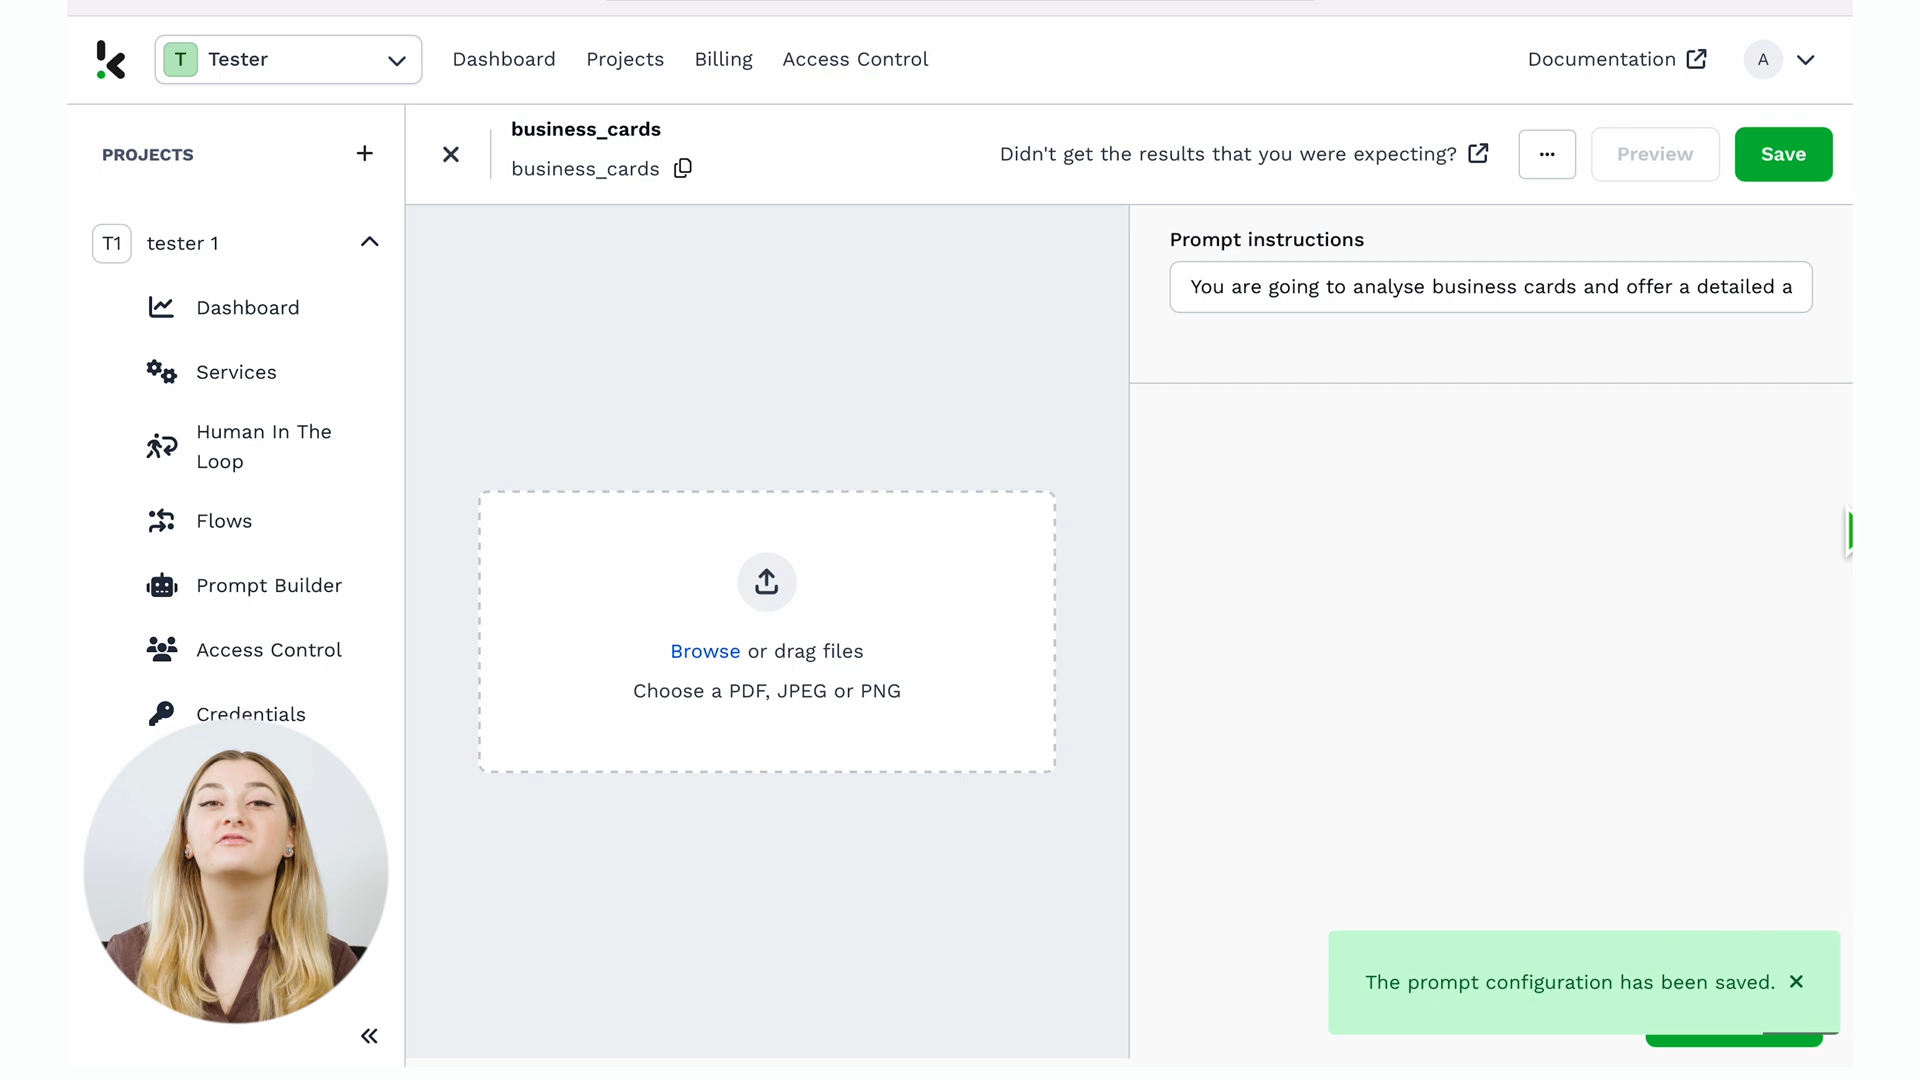 T Tester
Dashboard
Projects
Billing
Access Control
Documentation
A
PROJECTS
business_cards
business_cards
Didn't get the results that you were expecting?
...
Preview
Save
T1 tester 1
Dashboard
Services
Human In The
Loop
Flows
Prompt Builder
Access Control
Credentials
Browse or drag files
Choose a PDF, JPEG or PNG
Prompt instructions
You are going to analyse business cards and offer a detailed a
The prompt configuration has been saved.